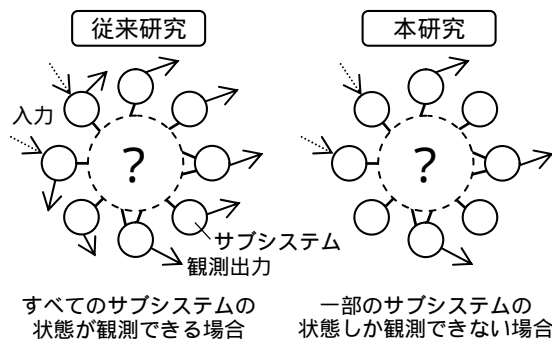 従来研究
本研究
入力
?
?
サブシステム
観測出力
すべてのサブシステムの
状態が観測できる場合
一部のサブシステムの
状態しか観測できない場合